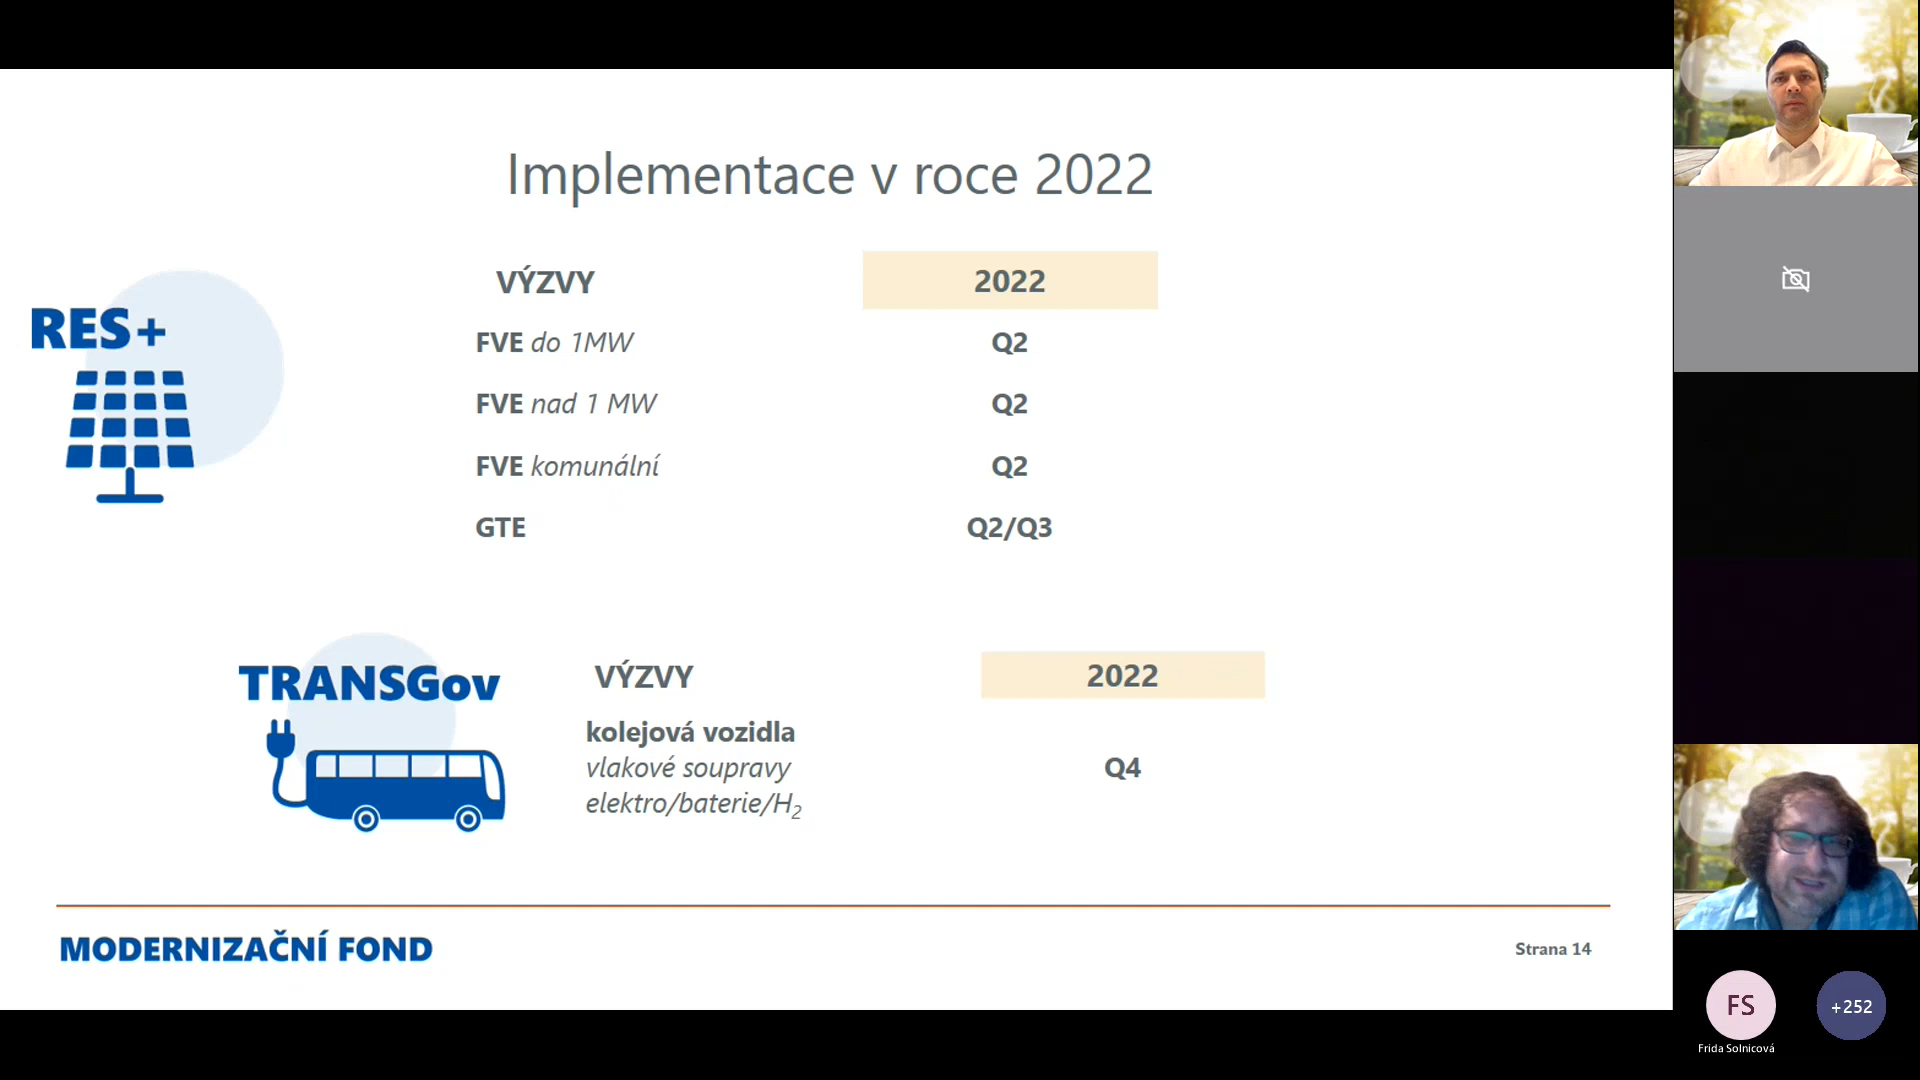 Implementace v roce 2022
RES+
VÝZVY 2022
FVE do 1MW Q2
FVE nad 1 MW Q2
FVE komunální Q2
GTE Q2/Q3
TRANSGov
VÝZVY 2022
kolejová vozidla
vlakové soupravy Q4
elektro/baterie/H₂
MODERNIZAČNÍ FOND
Strana 14
FS
Frida Solnicová
+252